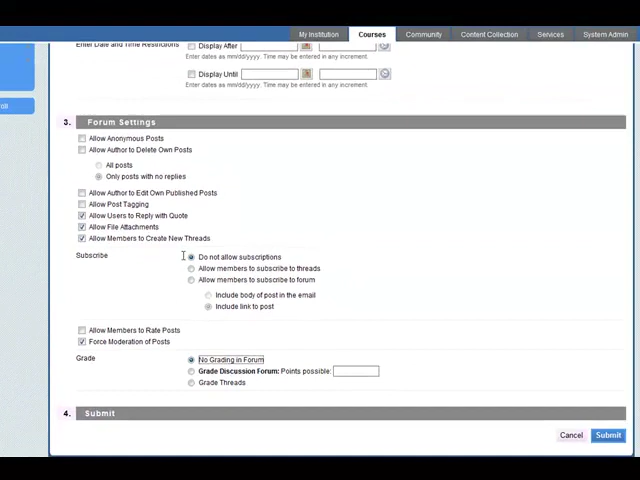 My Institution Courses Community Content Collection Services System Admin
Enter Date and Time Restrictions Display After
Enter dates as mm/dd/yyyy. Time may be entered in any increment.
Display Until
Enter dates as mm/dd/yyyy. Time may be entered in any increment.
3. Forum Settings
Allow Anonymous Posts
Allow Author to Delete Own Posts
All posts
Only posts with no replies
Allow Author to Edit Own Published Posts
Allow Post Tagging
Allow Users to Reply with Quote
Allow File Attachments
Allow Members to Create New Threads
Subscribe Do not allow subscriptions
Allow members to subscribe to threads
Allow members to subscribe to forum
Include body of post in the email
Include link to post
Allow Members to Rate Posts
Force Moderation of Posts
Grade No Grading in Forum
Grade Discussion Forum: Points possible:
Grade Threads
4. Submit
Cancel Submit